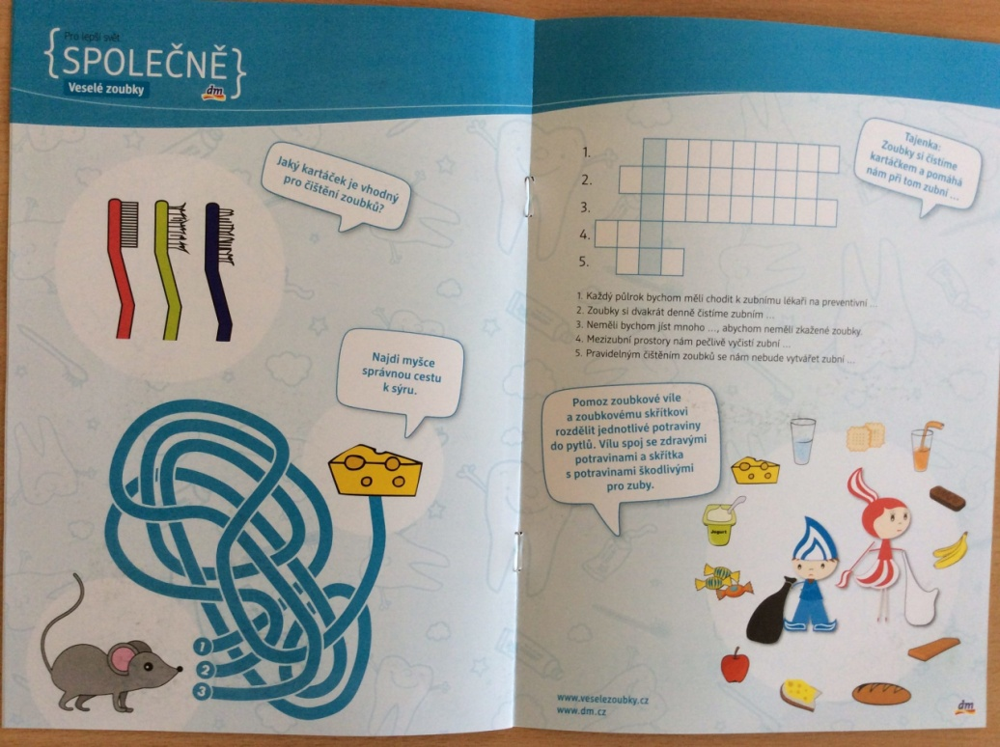 Pro lepší svět
{SPOLEČNĚ}
Veselé zoubky
dm
Jaký kartáček je vhodný
pro čištění zoubků?
Najdi myšce
správnou cestu
k sýru.
1
2
3
1.
2.
3.
4.
5.
Tajenka:
Zoubky si čistíme
kartáčkem a pomáhá
nám při tom zubní ...
1. Každý půlrok bychom měli chodit k zubnímu lékaři na preventivní ...
2. Zoubky si dvakrát denně čistíme zubním ...
3. Neměli bychom jíst mnoho ..., abychom neměli zkažené zoubky.
4. Mezizubní prostory nám pečlivě vyčistí zubní ...
5. Pravidelným čištěním zoubků se nám nebude vytvářet zubní ...
Pomoz zoubkové víle
a zoubkovému skřítkovi
rozdělit jednotlivé potraviny
do pytlů. Vílu spoj se zdravými
potravinami a skřítka
s potravinami škodlivými
pro zuby.
Jogurt
www.veselezoubky.cz
www.dm.cz
dm